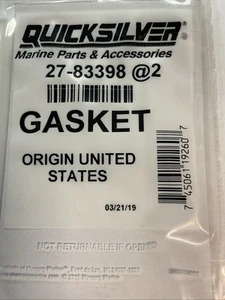 QUICKSILVER
Marine Parts & Accessories
27-83398 @2
GASKET
ORIGIN UNITED
STATES
03/21/19
7 45061 19260 7
NOT RETURNABLE IF OPENED